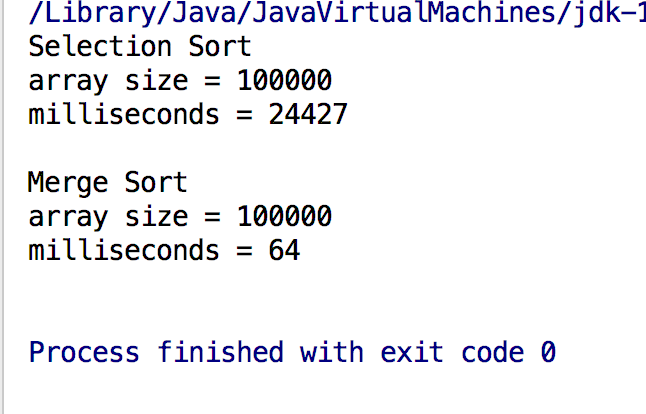 /Library/Java/JavaVirtualMachines/jdk-1
Selection Sort
array size = 100000
milliseconds = 24427
Merge Sort
array size = 100000
milliseconds = 64
Process finished with exit code 0